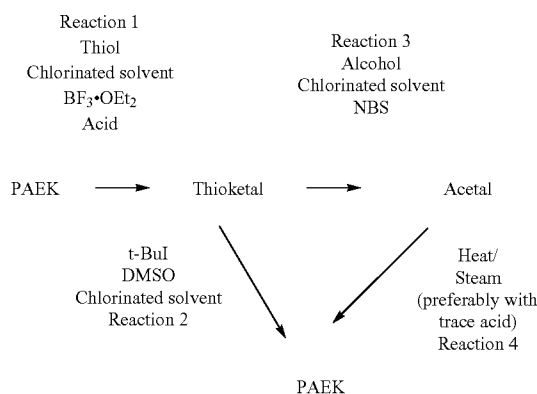 Reaction 1
Thiol
Chlorinated solvent
BF3•OEt2
Acid
Reaction 3
Alcohol
Chlorinated solvent
NBS
PAEK
Thioketal
Acetal
t-BuI
DMSO
Chlorinated solvent
Reaction 2
Heat/
Steam
(preferably with
trace acid)
Reaction 4
PAEK